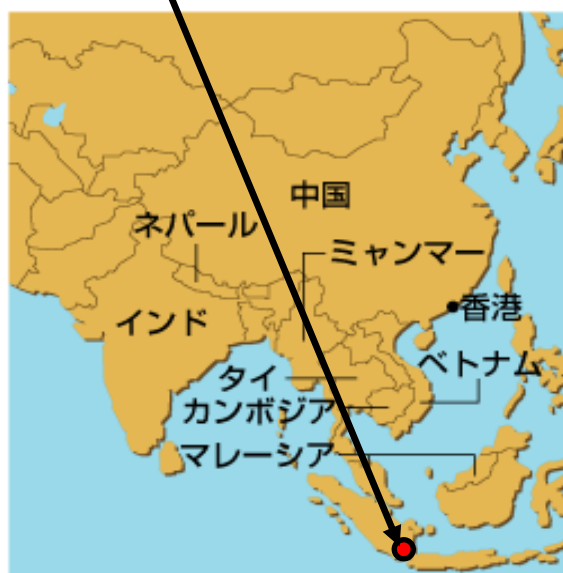 中国
ネパール
ミャンマー
インド
香港
ベトナム
タイ
カンボジア
マレーシア